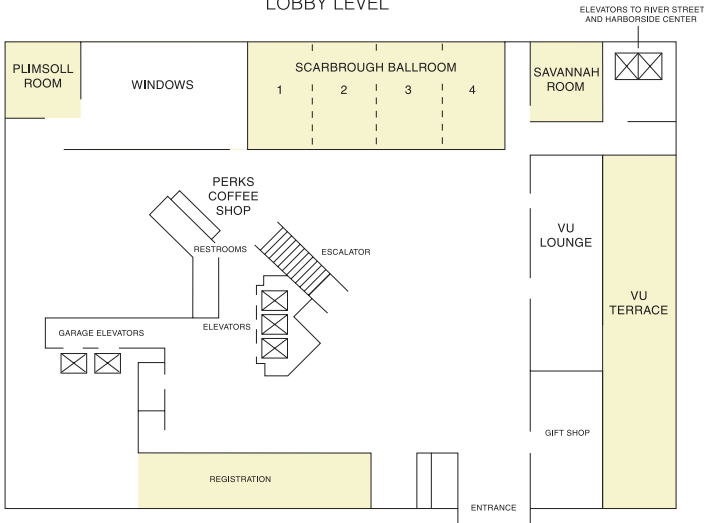 LOBBY LEVEL
ELEVATORS TO RIVER STREET
AND HARBORSIDE CENTER
PLIMSOLL
ROOM
WINDOWS
SCARBROUGH BALLROOM
1 2 3 4
SAVANNAH
ROOM
PERKS
COFFEE
SHOP
RESTROOMS
ESCALATOR
VU
LOUNGE
VU
TERRACE
GARAGE ELEVATORS
ELEVATORS
GIFT SHOP
REGISTRATION
ENTRANCE